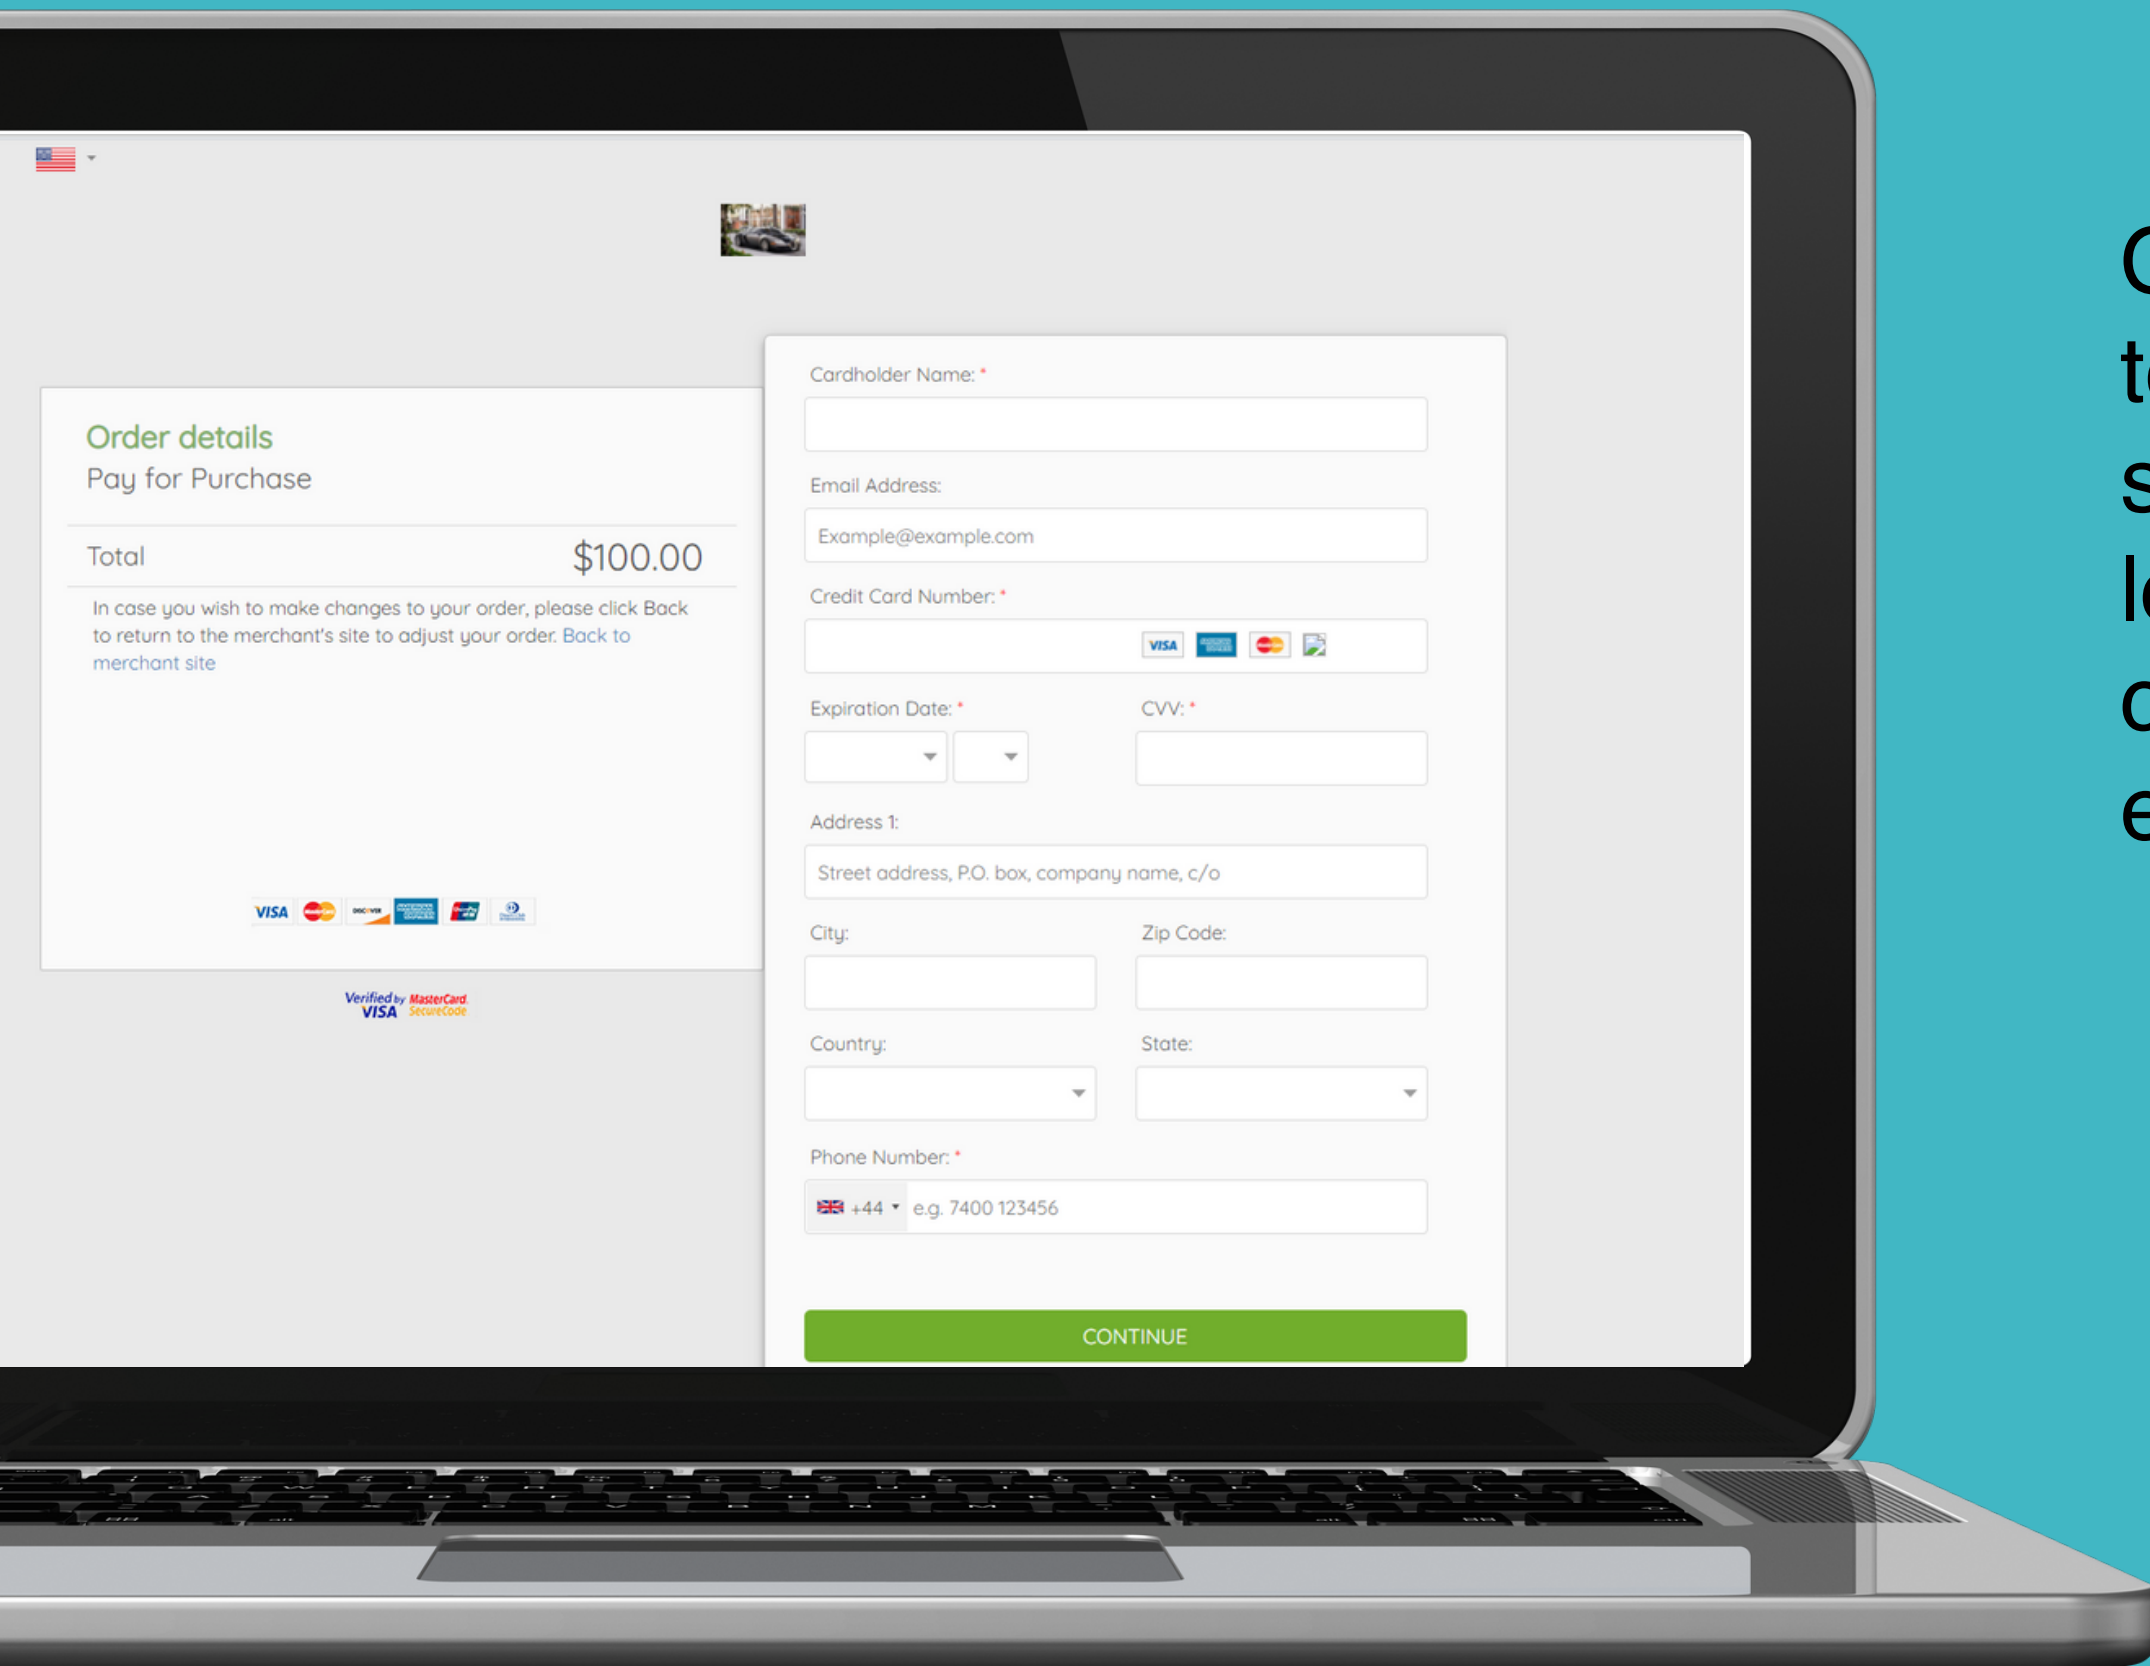 Order details
Pay for Purchase
Total $100.00
In case you wish to make changes to your order, please click Back
to return to the merchant's site to adjust your order. Back to
merchant site
VISA MasterCard DISCOVER
Verified by VISA MasterCard. SecureCode
Cardholder Name: *
Email Address:
Example@example.com
Credit Card Number: *
VISA
Expiration Date: * CVV: *
Address 1:
Street address, P.O. box, company name, c/o
City: Zip Code:
Country: State:
Phone Number: *
+44 e.g. 7400 123456
CONTINUE